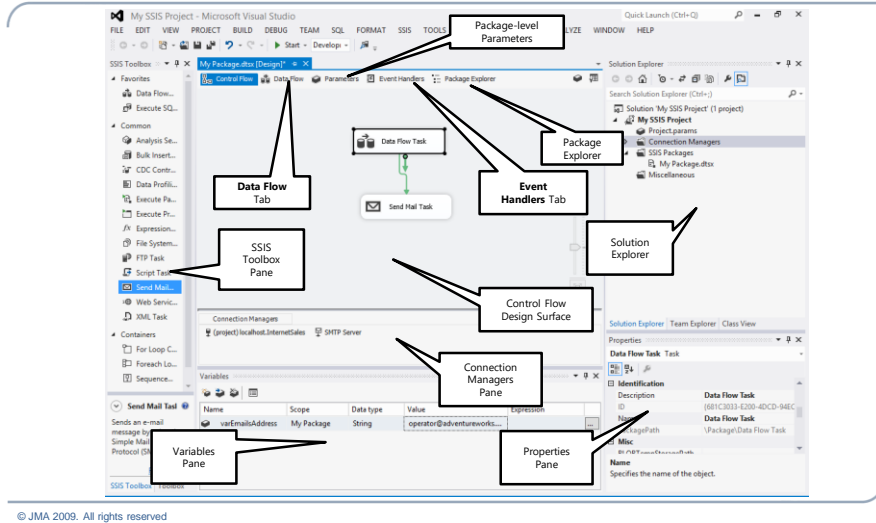 My SSIS Project - Microsoft Visual Studio
Quick Launch (Ctrl+Q)
FILE EDIT VIEW PROJECT BUILD DEBUG TEAM SQL FORMAT SSIS TOOLS LYZE WINDOW HELP
Start - Develop
Package-level
Parameters
SSIS Toolbox
My Package.dtsx [Design]*
Solution Explorer
Control Flow Data Flow Parameters Event Handlers Package Explorer
Favorites
Data Flow...
Execute SQ...
Common
Analysis Se...
Bulk Insert...
CDC Contr...
Data Profili...
Execute Pa...
Execute Pr...
Expression...
File System...
FTP Task
Script Task
Send Mail...
Web Servic...
XML Task
Containers
For Loop C...
Foreach Lo...
Sequence...
Send Mail Task
Sends an e-mail
message by
Simple Mail
Protocol (SM
SSIS Toolbox Toolbox
Data Flow Task
Send Mail Task
Data Flow
Tab
Event
Handlers Tab
Package
Explorer
SSIS
Toolbox
Pane
Solution
Explorer
Control Flow
Design Surface
Search Solution Explorer (Ctrl+;)
Solution 'My SSIS Project' (1 project)
My SSIS Project
Project.params
Connection Managers
SSIS Packages
My Package.dtsx
Miscellaneous
Solution Explorer Team Explorer Class View
Connection Managers
(project) localhost.InternetSales SMTP Server
Connection
Managers
Pane
Variables
Name Scope Data type Value Expression
varEmailsAddress My Package String operator@adventureworks....
Variables
Pane
Properties
Pane
Properties
Data Flow Task Task
Identification
Description Data Flow Task
ID {681C3033-E200-4DCD-94EC
Name Data Flow Task
PackagePath \Package\Data Flow Task
Misc
BLOBTempStoragePath
Name
Specifies the name of the object.
© JMA 2009. All rights reserved